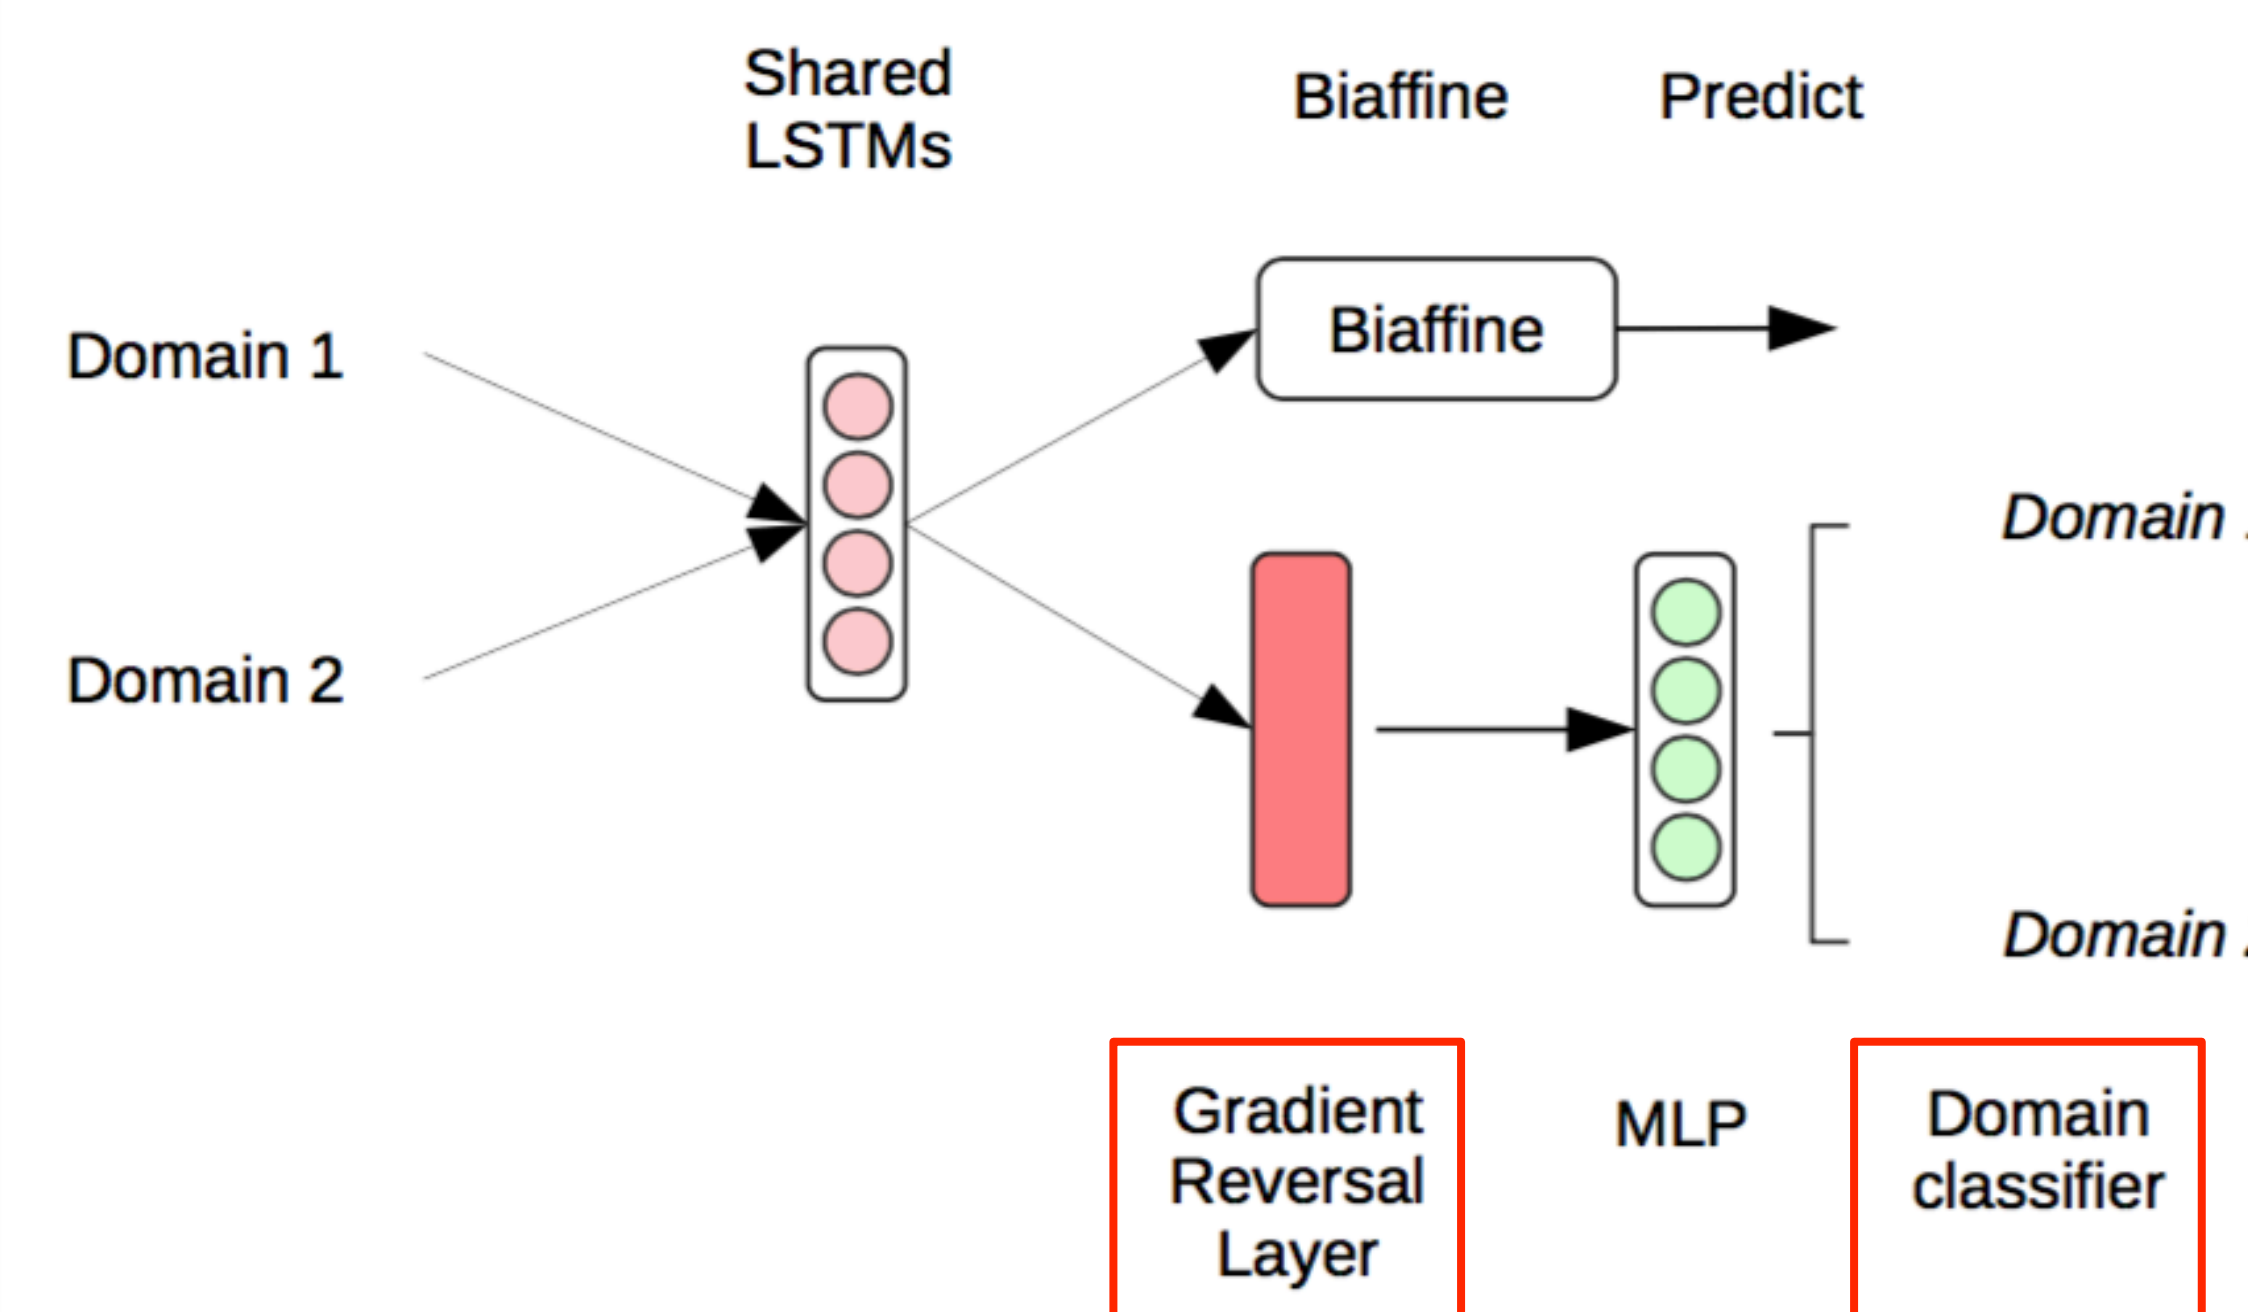 Shared
LSTMs
Biaffine
Predict
Domain 1
Biaffine
Domain
Domain 2
Domain
Gradient
Reversal
Layer
MLP
Domain
classifier